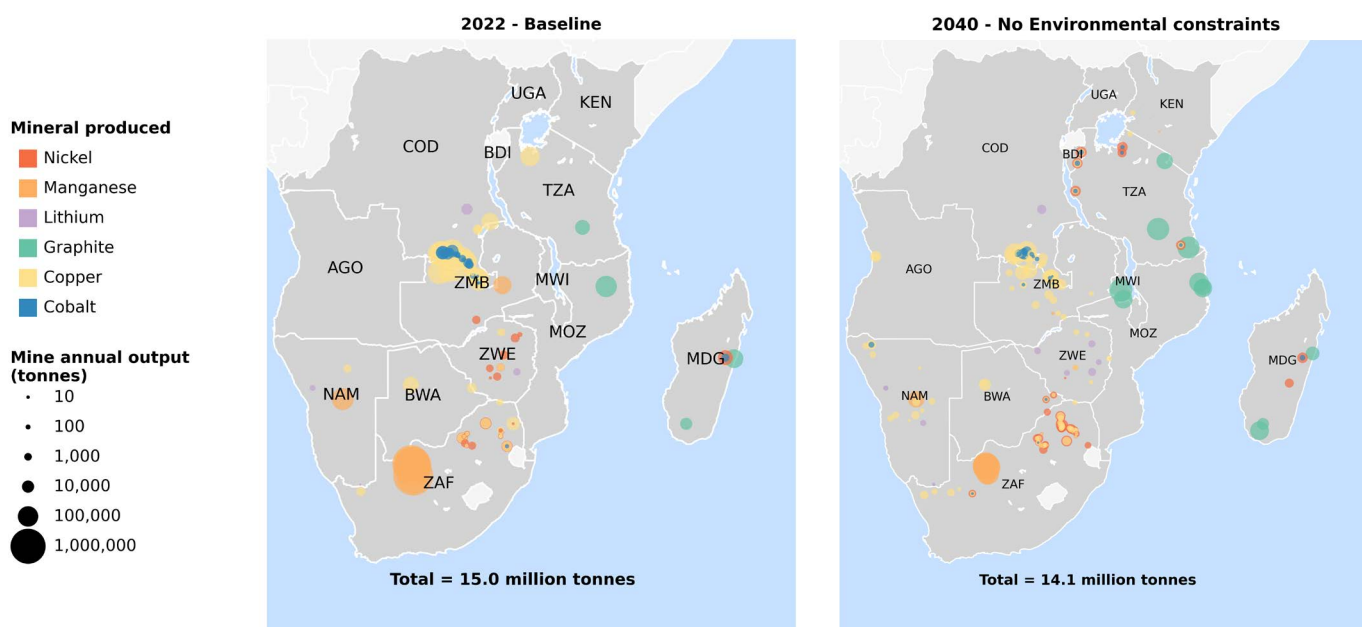 2022 - Baseline
2040 - No Environmental constraints
Mineral produced
Nickel
Manganese
Lithium
Graphite
Copper
Cobalt
Mine annual output
(tonnes)
10
100
1,000
10,000
100,000
1,000,000
UGA
KEN
COD
BDI
TZA
AGO
ZMB
MWI
MOZ
ZWE
MDG
NAM
BWA
ZAF
Total = 15.0 million tonnes
UGA
KEN
COD
BDI
TZA
AGO
ZMB
MWI
MOZ
ZWE
MDG
NAM
BWA
ZAF
Total = 14.1 million tonnes